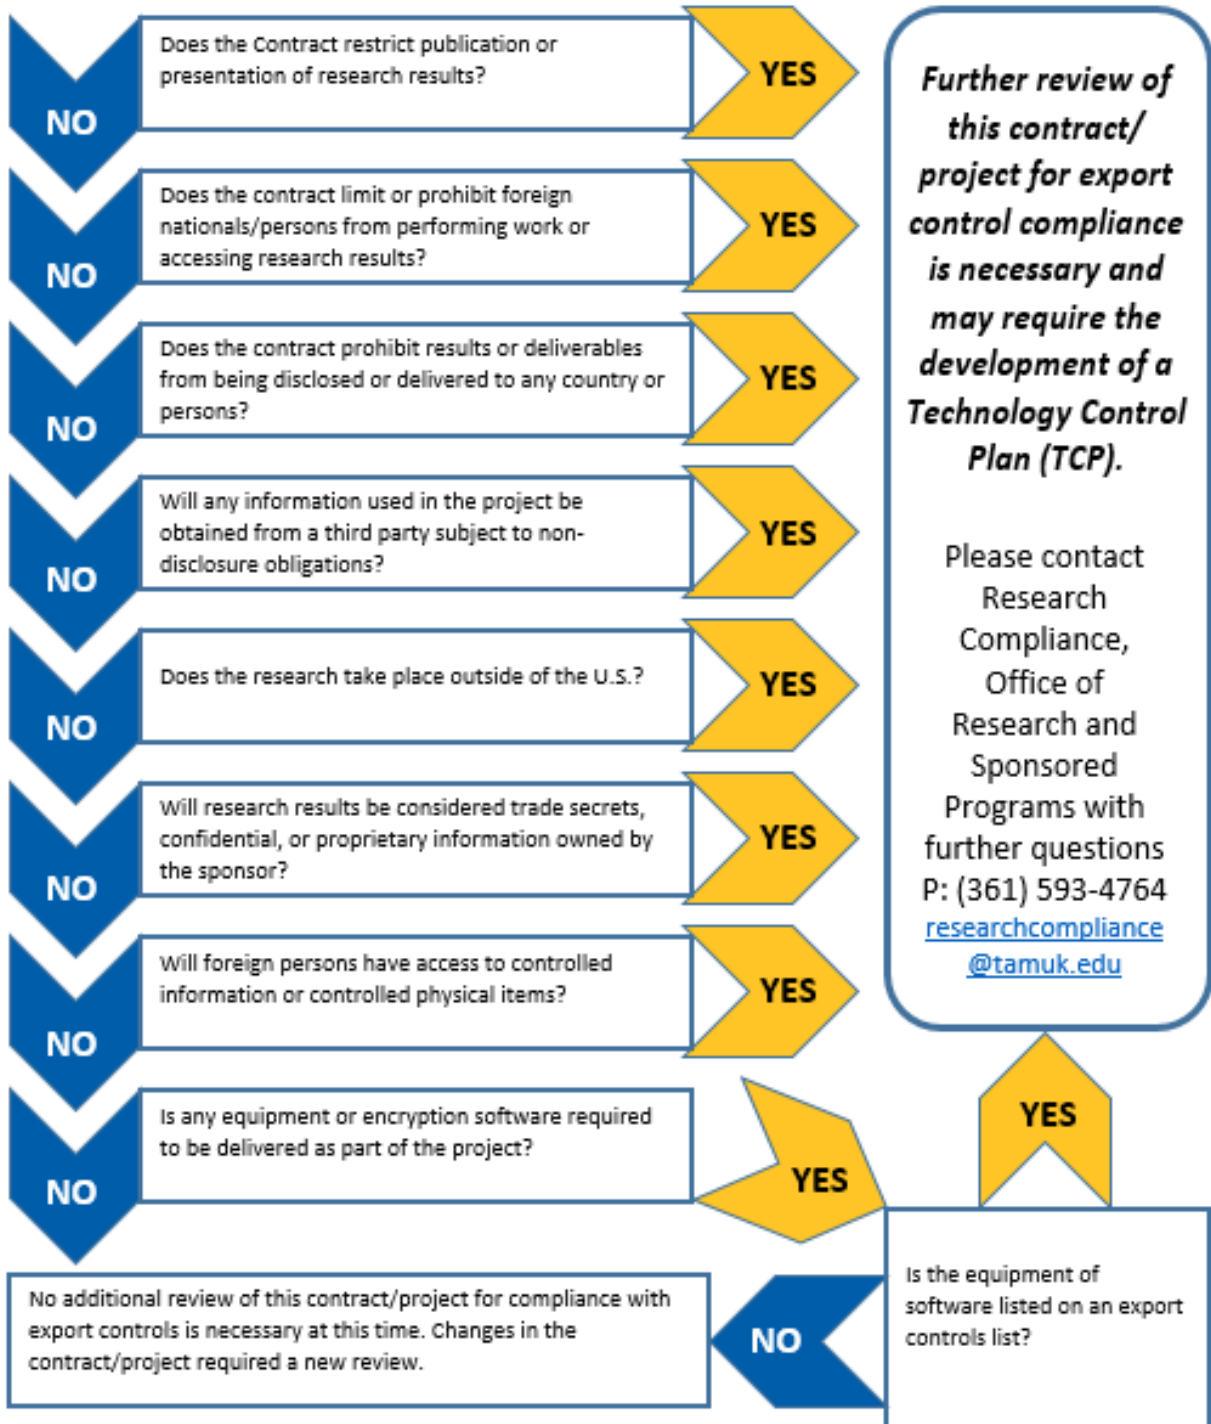 Does the Contract restrict publication or
presentation of research results?
NO
YES
Does the contract limit or prohibit foreign
nationals/persons from performing work or
accessing research results?
NO
YES
Does the contract prohibit results or deliverables
from being disclosed or delivered to any country or
persons?
NO
YES
Will any information used in the project be
obtained from a third party subject to non-
disclosure obligations?
NO
YES
Does the research take place outside of the U.S.?
NO
YES
Will research results be considered trade secrets,
confidential, or proprietary information owned by
the sponsor?
NO
YES
Will foreign persons have access to controlled
information or controlled physical items?
NO
YES
Is any equipment or encryption software required
to be delivered as part of the project?
NO
YES
Is the equipment of
software listed on an export
controls list?
YES
NO
Further review of
this contract/
project for export
control compliance
is necessary and
may require the
development of a
Technology Control
Plan (TCP).
Please contact
Research
Compliance,
Office of
Research and
Sponsored
Programs with
further questions
P: (361) 593-4764
researchcompliance
@tamuk.edu
No additional review of this contract/project for compliance with
export controls is necessary at this time. Changes in the
contract/project required a new review.